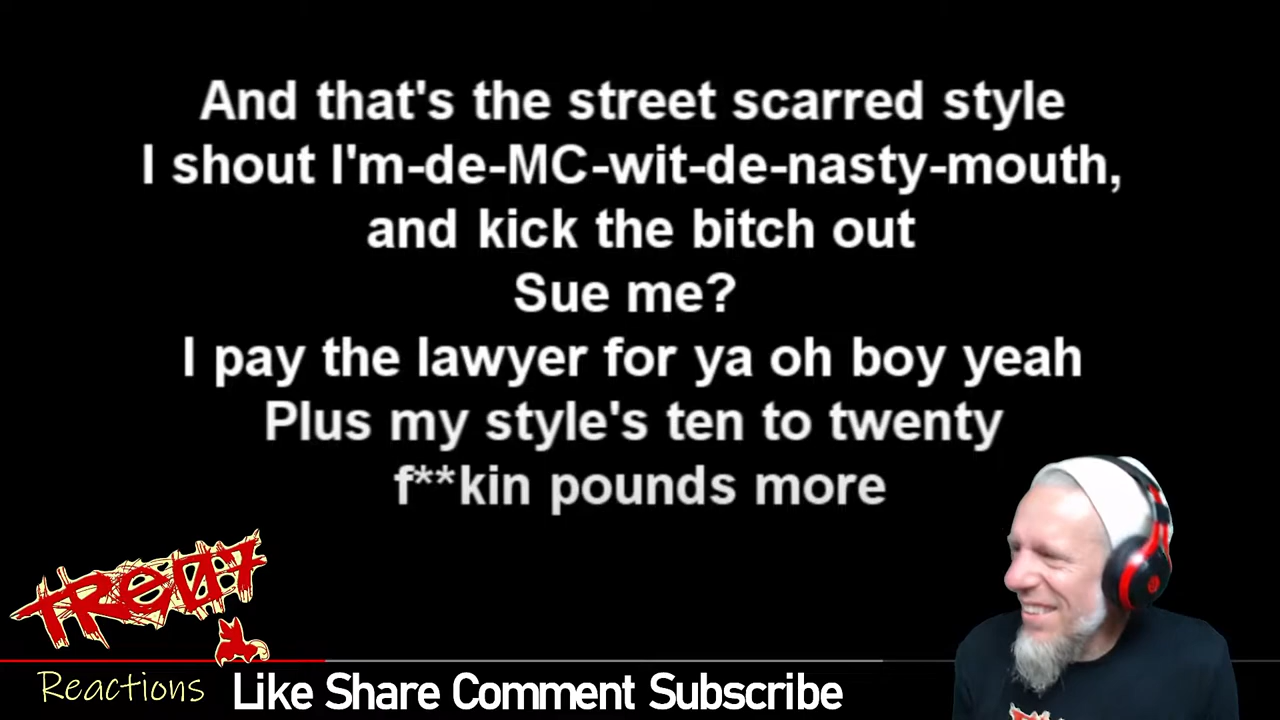 And that's the street scarred style
I shout I'm-de-MC-wit-de-nasty-mouth,
and kick the bitch out
Sue me?
I pay the lawyer for ya oh boy yeah
Plus my style's ten to twenty
f**kin pounds more
TRE07
Reactions
Like Share Comment Subscribe